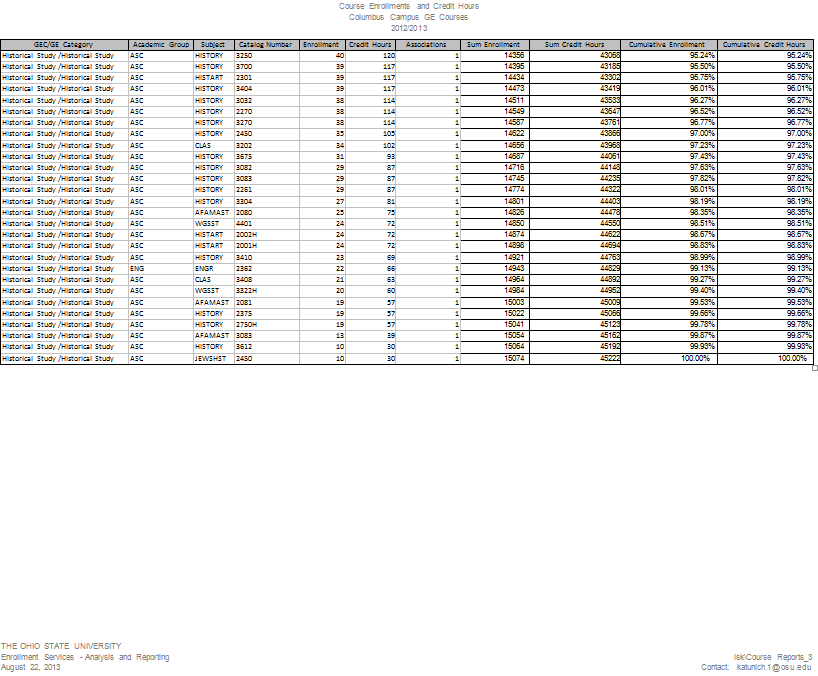 Course Enrollments and Credit Hours
Columbus Campus GE Courses
2012/2013
GEC/GE Category Academic Group Subject Catalog Number Enrollment Credit Hours Associations Sum Enrollment Sum Credit Hours Cumulative Enrollment Cumulative Credit Hours
Historical Study /Historical Study ASC HISTORY 3250 40 120 1 14356 43068 95.24% 95.24%
Historical Study /Historical Study ASC HISTORY 3700 39 117 1 14395 43185 95.50% 95.50%
Historical Study /Historical Study ASC HISTART 2301 39 117 1 14434 43302 95.75% 95.75%
Historical Study /Historical Study ASC HISTORY 3404 39 117 1 14473 43419 96.01% 96.01%
Historical Study /Historical Study ASC HISTORY 3032 38 114 1 14511 43533 96.27% 96.27%
Historical Study /Historical Study ASC HISTORY 2270 38 114 1 14549 43647 96.52% 96.52%
Historical Study /Historical Study ASC HISTORY 3270 38 114 1 14587 43761 96.77% 96.77%
Historical Study /Historical Study ASC HISTORY 2450 35 105 1 14622 43866 97.00% 97.00%
Historical Study /Historical Study ASC CLAS 3202 34 102 1 14656 43968 97.23% 97.23%
Historical Study /Historical Study ASC HISTORY 3675 31 93 1 14687 44061 97.43% 97.43%
Historical Study /Historical Study ASC HISTORY 3082 29 87 1 14716 44148 97.63% 97.63%
Historical Study /Historical Study ASC HISTORY 3083 29 87 1 14745 44235 97.82% 97.82%
Historical Study /Historical Study ASC HISTORY 2261 29 87 1 14774 44322 98.01% 98.01%
Historical Study /Historical Study ASC HISTORY 3304 27 81 1 14801 44403 98.19% 98.19%
Historical Study /Historical Study ASC AFAMAST 2080 25 75 1 14826 44478 98.35% 98.35%
Historical Study /Historical Study ASC WGSST 4401 24 72 1 14850 44550 98.51% 98.51%
Historical Study /Historical Study ASC HISTART 2002H 24 72 1 14874 44622 98.67% 98.67%
Historical Study /Historical Study ASC HISTART 2001H 24 72 1 14898 44694 98.83% 98.83%
Historical Study /Historical Study ASC HISTORY 3410 23 69 1 14921 44763 98.99% 98.99%
Historical Study /Historical Study ENG ENGR 2362 22 66 1 14943 44829 99.13% 99.13%
Historical Study /Historical Study ASC CLAS 3408 21 63 1 14964 44892 99.27% 99.27%
Historical Study /Historical Study ASC WGSST 3322H 20 60 1 14984 44952 99.40% 99.40%
Historical Study /Historical Study ASC AFAMAST 2081 19 57 1 15003 45009 99.53% 99.53%
Historical Study /Historical Study ASC HISTORY 2375 19 57 1 15022 45066 99.66% 99.66%
Historical Study /Historical Study ASC HISTORY 2750H 19 57 1 15041 45123 99.78% 99.78%
Historical Study /Historical Study ASC AFAMAST 3083 13 39 1 15054 45162 99.87% 99.87%
Historical Study /Historical Study ASC HISTORY 3612 10 30 1 15064 45192 99.93% 99.93%
Historical Study /Historical Study ASC JEWSHST 2450 10 30 1 15074 45222 100.00% 100.00%
THE OHIO STATE UNIVERSITY
Enrollment Services - Analysis and Reporting lsk\Course Reports_3
August 22, 2013 Contact: katunich.1@osu.edu